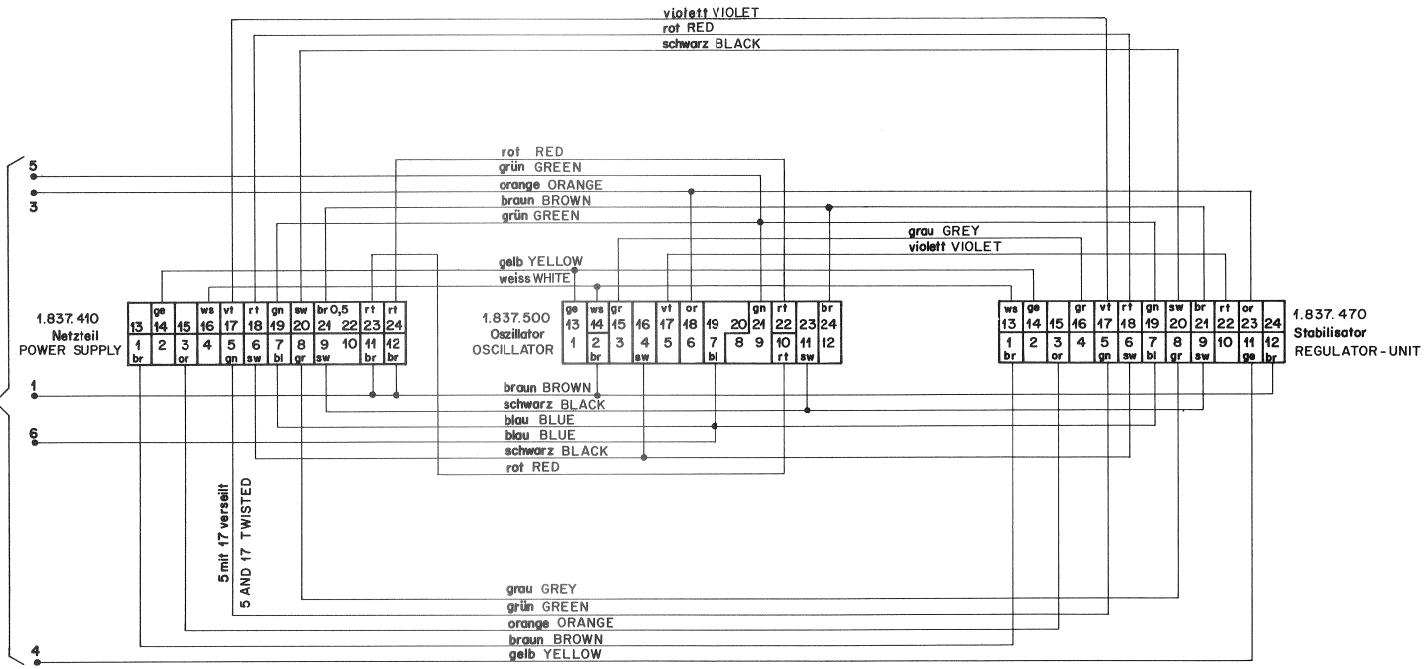 violett VIOLET
rot RED
schwarz BLACK
rot RED
5
grün GREEN
orange ORANGE
3
braun BROWN
grün GREEN
grau GREY
violett VIOLET
gelb YELLOW
weiss WHITE
1.837.410
Netzteil
POWER SUPPLY
ge ws vt rt gn sw br 0,5 rt rt
13 14 15 16 17 18 19 20 21 22 23 24
1 2 3 4 5 6 7 8 9 10 11 12
br or gn sw bl gr sw br br
1.837.500
Oszillator
OSCILLATOR
ge ws gr vt or gn rt br
13 14 15 16 17 18 19 20 21 22 23 24
1 2 3 4 5 6 7 8 9 10 11 12
br sw bl rt sw
ws ge gr vt rt gn sw br rt or
13 14 15 16 17 18 19 20 21 22 23 24
1 2 3 4 5 6 7 8 9 10 11 12
br or gn sw bl gr sw ge br
1.837.470
Stabilisator
REGULATOR-UNIT
1
braun BROWN
schwarz BLACK
blau BLUE
6
blau BLUE
schwarz BLACK
rot RED
5 mit 17 verseilt
5 AND 17 TWISTED
grau GREY
grün GREEN
orange ORANGE
braun BROWN
4
gelb YELLOW